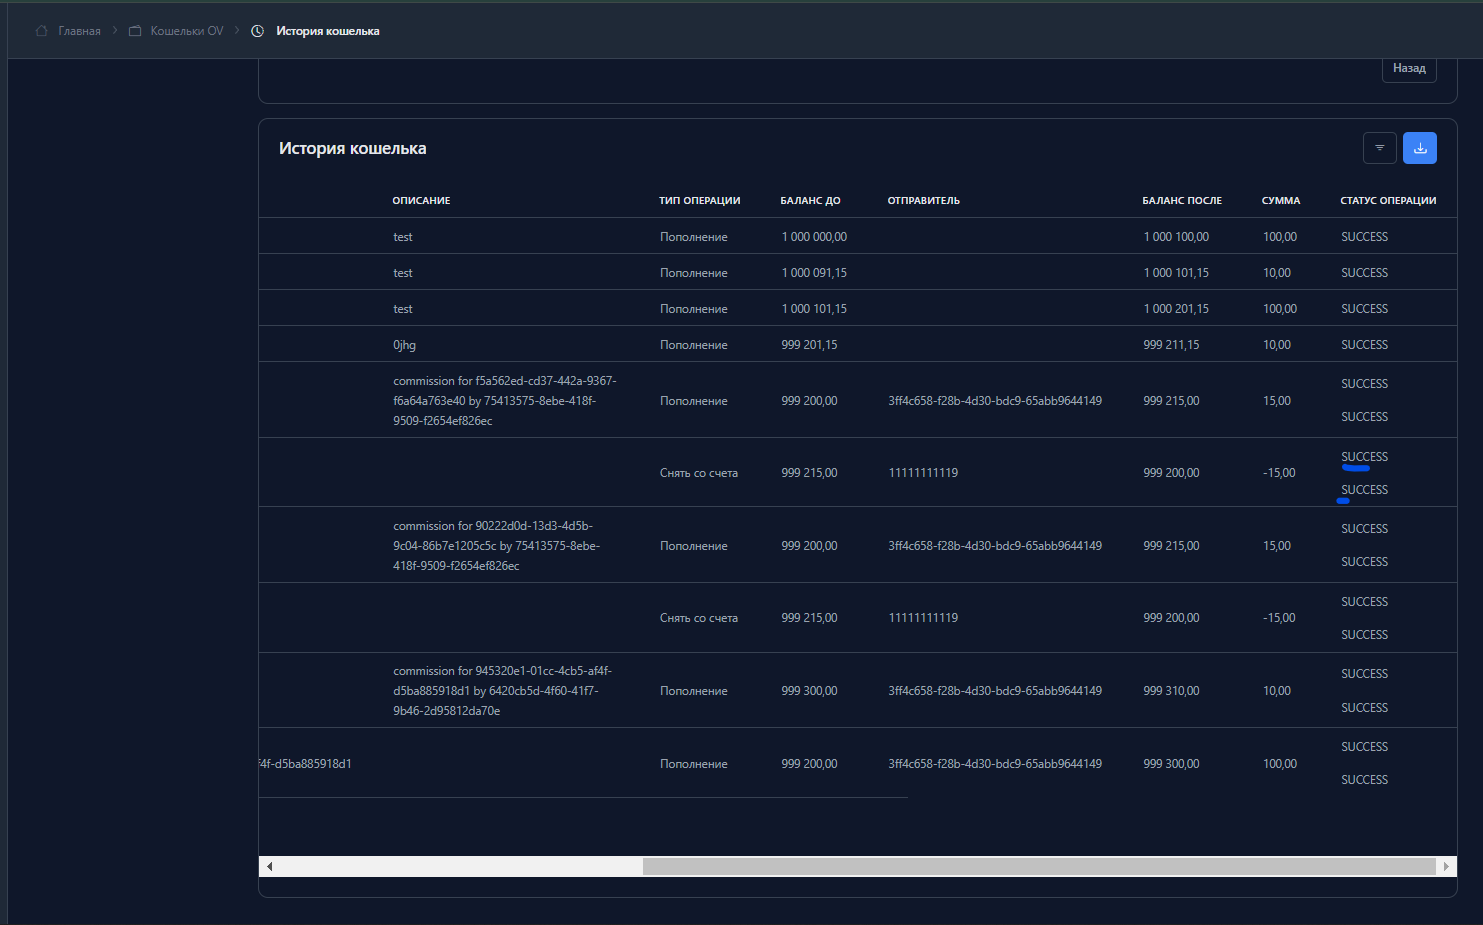 Главная
Кошельки OV
История кошелька
Назад
История кошелька
ОПИСАНИЕ ТИП ОПЕРАЦИИ БАЛАНС ДО ОТПРАВИТЕЛЬ БАЛАНС ПОСЛЕ СУММА СТАТУС ОПЕРАЦИИ
test Пополнение 1 000 000,00 1 000 100,00 100,00 SUCCESS
test Пополнение 1 000 091,15 1 000 101,15 10,00 SUCCESS
test Пополнение 1 000 101,15 1 000 201,15 100,00 SUCCESS
0jhg Пополнение 999 201,15 999 211,15 10,00 SUCCESS
commission for f5a562ed-cd37-442a-9367-
f6a64a763e40 by 75413575-8ebe-418f-
9509-f2654ef826ec
Пополнение 999 200,00 3ff4c658-f28b-4d30-bdc9-65abb9644149 999 215,00 15,00
SUCCESS
SUCCESS
Снять со счета 999 215,00 11111111119 999 200,00 -15,00
SUCCESS
SUCCESS
commission for 90222d0d-13d3-4d5b-
9c04-86b7e1205c5c by 75413575-8ebe-
418f-9509-f2654ef826ec
Пополнение 999 200,00 3ff4c658-f28b-4d30-bdc9-65abb9644149 999 215,00 15,00
SUCCESS
SUCCESS
Снять со счета 999 215,00 11111111119 999 200,00 -15,00
SUCCESS
SUCCESS
commission for 945320e1-01cc-4cb5-af4f-
d5ba885918d1 by 6420cb5d-4f60-41f7-
9b46-2d95812da70e
Пополнение 999 300,00 3ff4c658-f28b-4d30-bdc9-65abb9644149 999 310,00 10,00
SUCCESS
SUCCESS
f4f-d5ba885918d1 Пополнение 999 200,00 3ff4c658-f28b-4d30-bdc9-65abb9644149 999 300,00 100,00
SUCCESS
SUCCESS